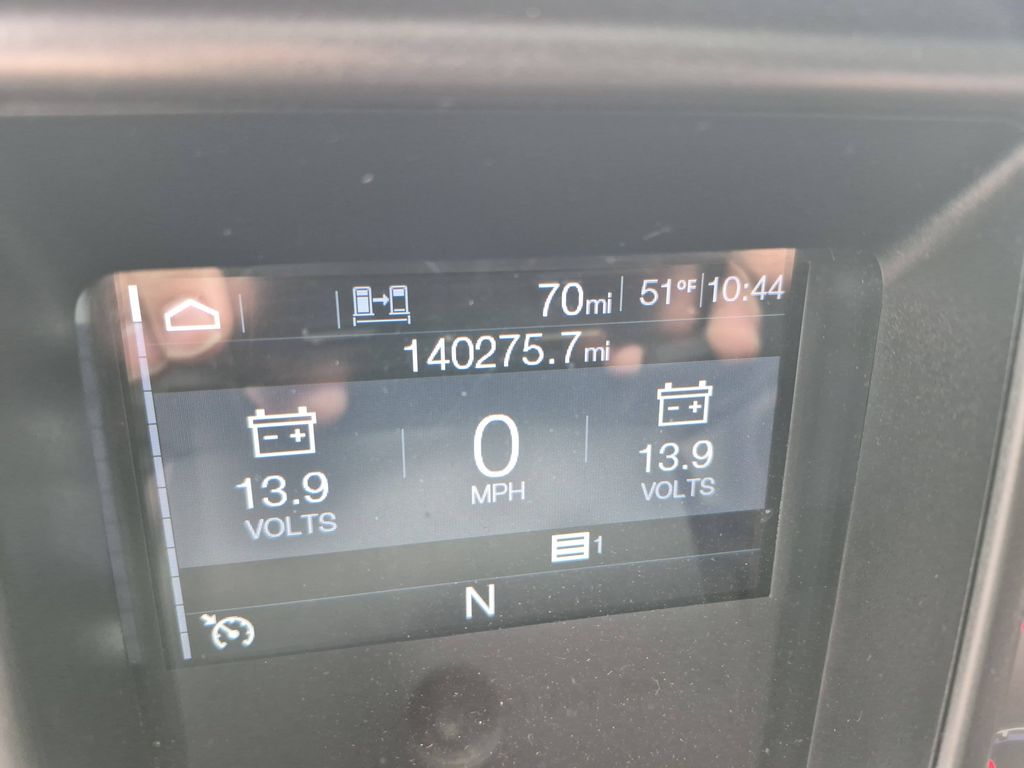 70mi 51°F 10:44
140275.7mi
13.9 0 13.9
VOLTS MPH VOLTS
1
N